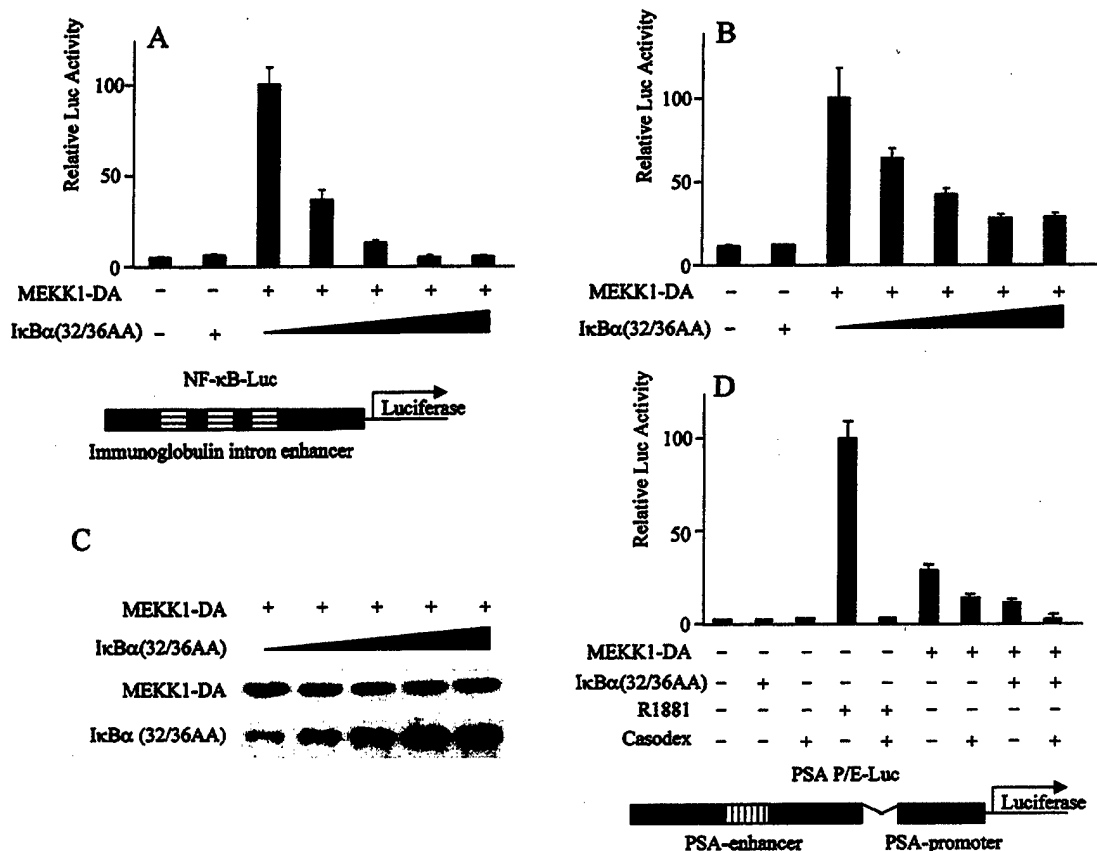 A
Relative Luc Activity
100
50
0
MEKK1-DA – – + + + + +
IκBα(32/36AA) – +
NF-κB-Luc
Luciferase
Immunoglobulin intron enhancer
B
Relative Luc Activity
100
50
0
MEKK1-DA – – + + + + +
IκBα(32/36AA) – +
C
MEKK1-DA + + + + +
IκBα(32/36AA)
MEKK1-DA
IκBα (32/36AA)
D
Relative Luc Activity
100
50
0
MEKK1-DA – – – – – + + + +
IκBα(32/36AA) – + – – – – – + +
R1881 – – – + + – – – –
Casodex – – + – + – + – +
PSA P/E-Luc
Luciferase
PSA-enhancer PSA-promoter